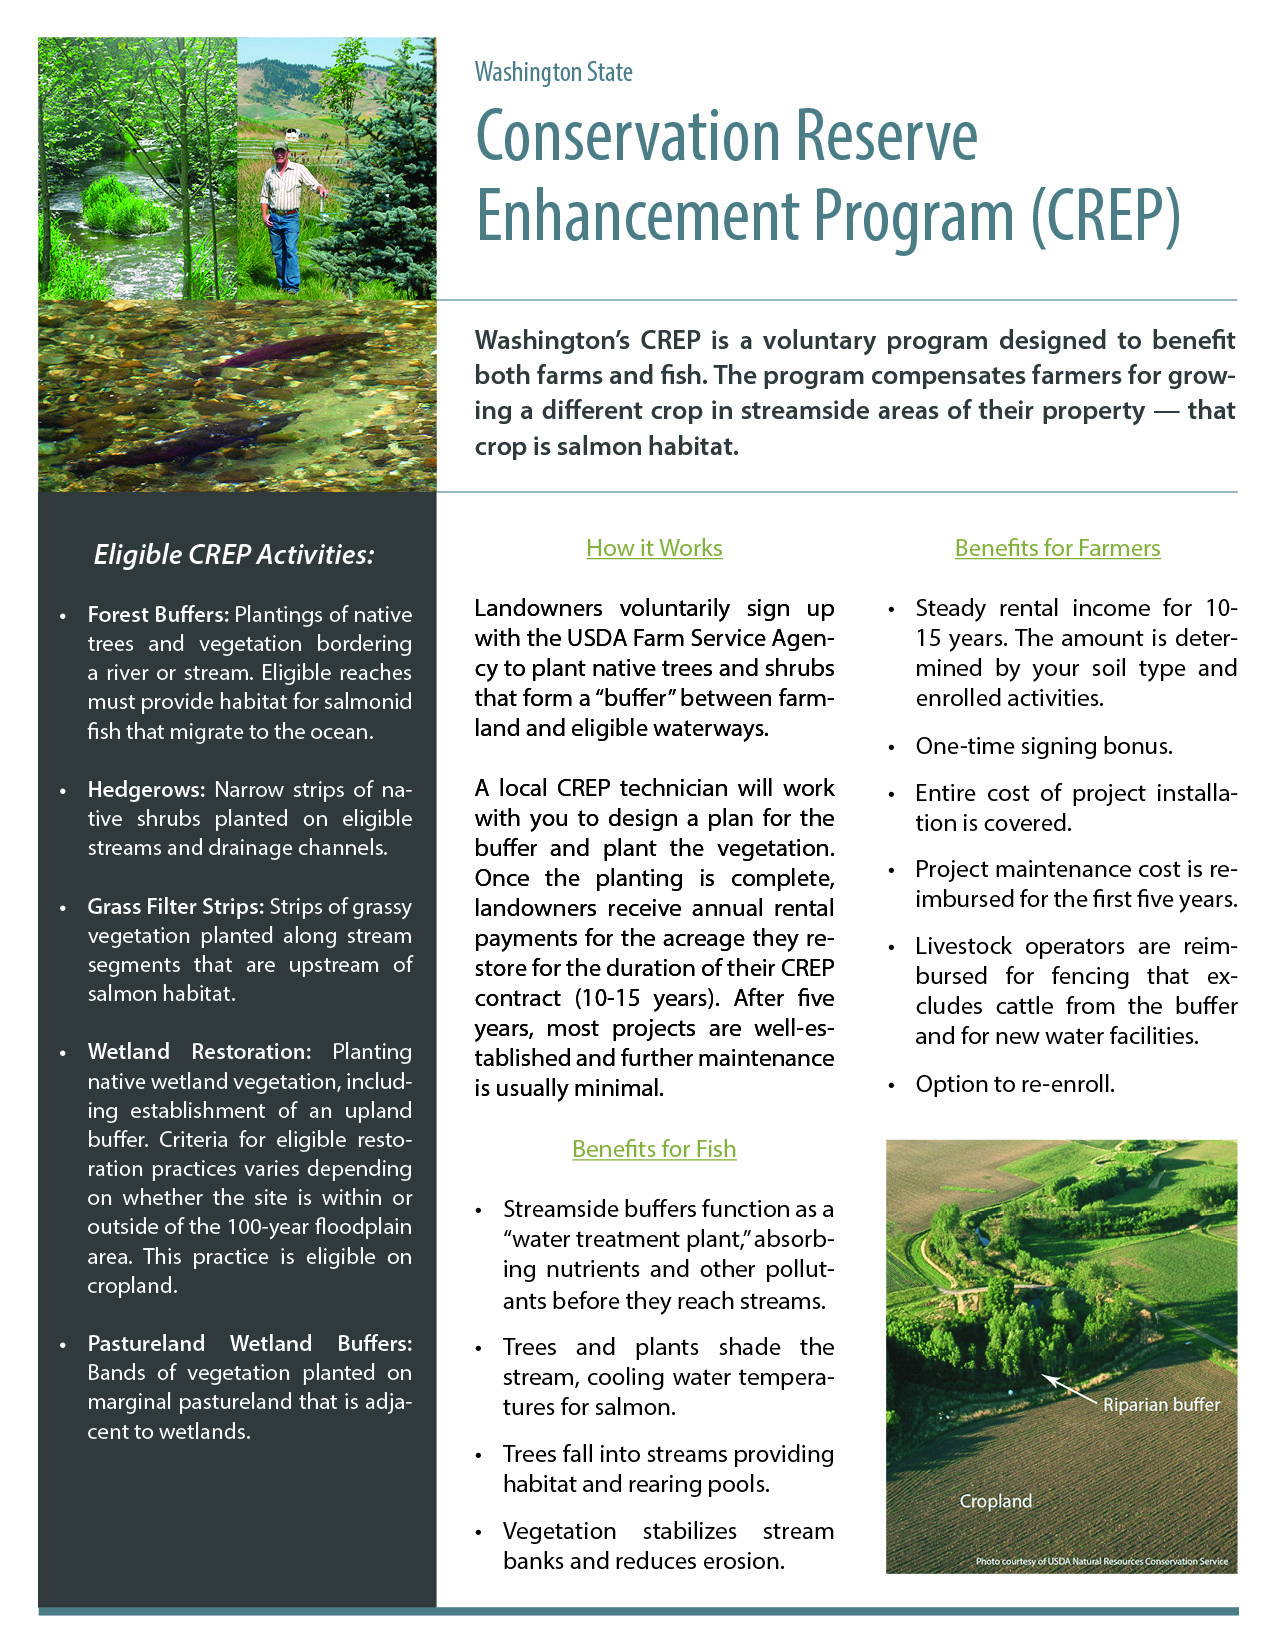 Washington State
Conservation Reserve
Enhancement Program (CREP)
Washington’s CREP is a voluntary program designed to benefit
both farms and fish. The program compensates farmers for grow-
ing a different crop in streamside areas of their property — that
crop is salmon habitat.
Eligible CREP Activities:
• Forest Buffers: Plantings of native
trees and vegetation bordering
a river or stream. Eligible reaches
must provide habitat for salmonid
fish that migrate to the ocean.
• Hedgerows: Narrow strips of na-
tive shrubs planted on eligible
streams and drainage channels.
• Grass Filter Strips: Strips of grassy
vegetation planted along stream
segments that are upstream of
salmon habitat.
• Wetland Restoration: Planting
native wetland vegetation, includ-
ing establishment of an upland
buffer. Criteria for eligible resto-
ration practices varies depending
on whether the site is within or
outside of the 100-year floodplain
area. This practice is eligible on
cropland.
• Pastureland Wetland Buffers:
Bands of vegetation planted on
marginal pastureland that is adja-
cent to wetlands.
How it Works
Landowners voluntarily sign up
with the USDA Farm Service Agen-
cy to plant native trees and shrubs
that form a “buffer” between farm-
land and eligible waterways.
A local CREP technician will work
with you to design a plan for the
buffer and plant the vegetation.
Once the planting is complete,
landowners receive annual rental
payments for the acreage they re-
store for the duration of their CREP
contract (10-15 years). After five
years, most projects are well-es-
tablished and further maintenance
is usually minimal.
Benefits for Fish
• Streamside buffers function as a
“water treatment plant,” absorb-
ing nutrients and other pollut-
ants before they reach streams.
• Trees and plants shade the
stream, cooling water tempera-
tures for salmon.
• Trees fall into streams providing
habitat and rearing pools.
• Vegetation stabilizes stream
banks and reduces erosion.
Benefits for Farmers
• Steady rental income for 10-
15 years. The amount is deter-
mined by your soil type and
enrolled activities.
• One-time signing bonus.
• Entire cost of project installa-
tion is covered.
• Project maintenance cost is re-
imbursed for the first five years.
• Livestock operators are reim-
bursed for fencing that ex-
cludes cattle from the buffer
and for new water facilities.
• Option to re-enroll.
Riparian buffer
Cropland
Photo courtesy of USDA Natural Resources Conservation Service